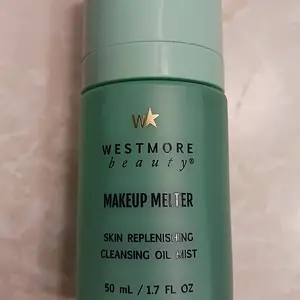 W
WESTMORE
beauty®
MAKEUP MELTER
SKIN REPLENISHING
CLEANSING OIL MIST
50 mL / 1.7 FL OZ